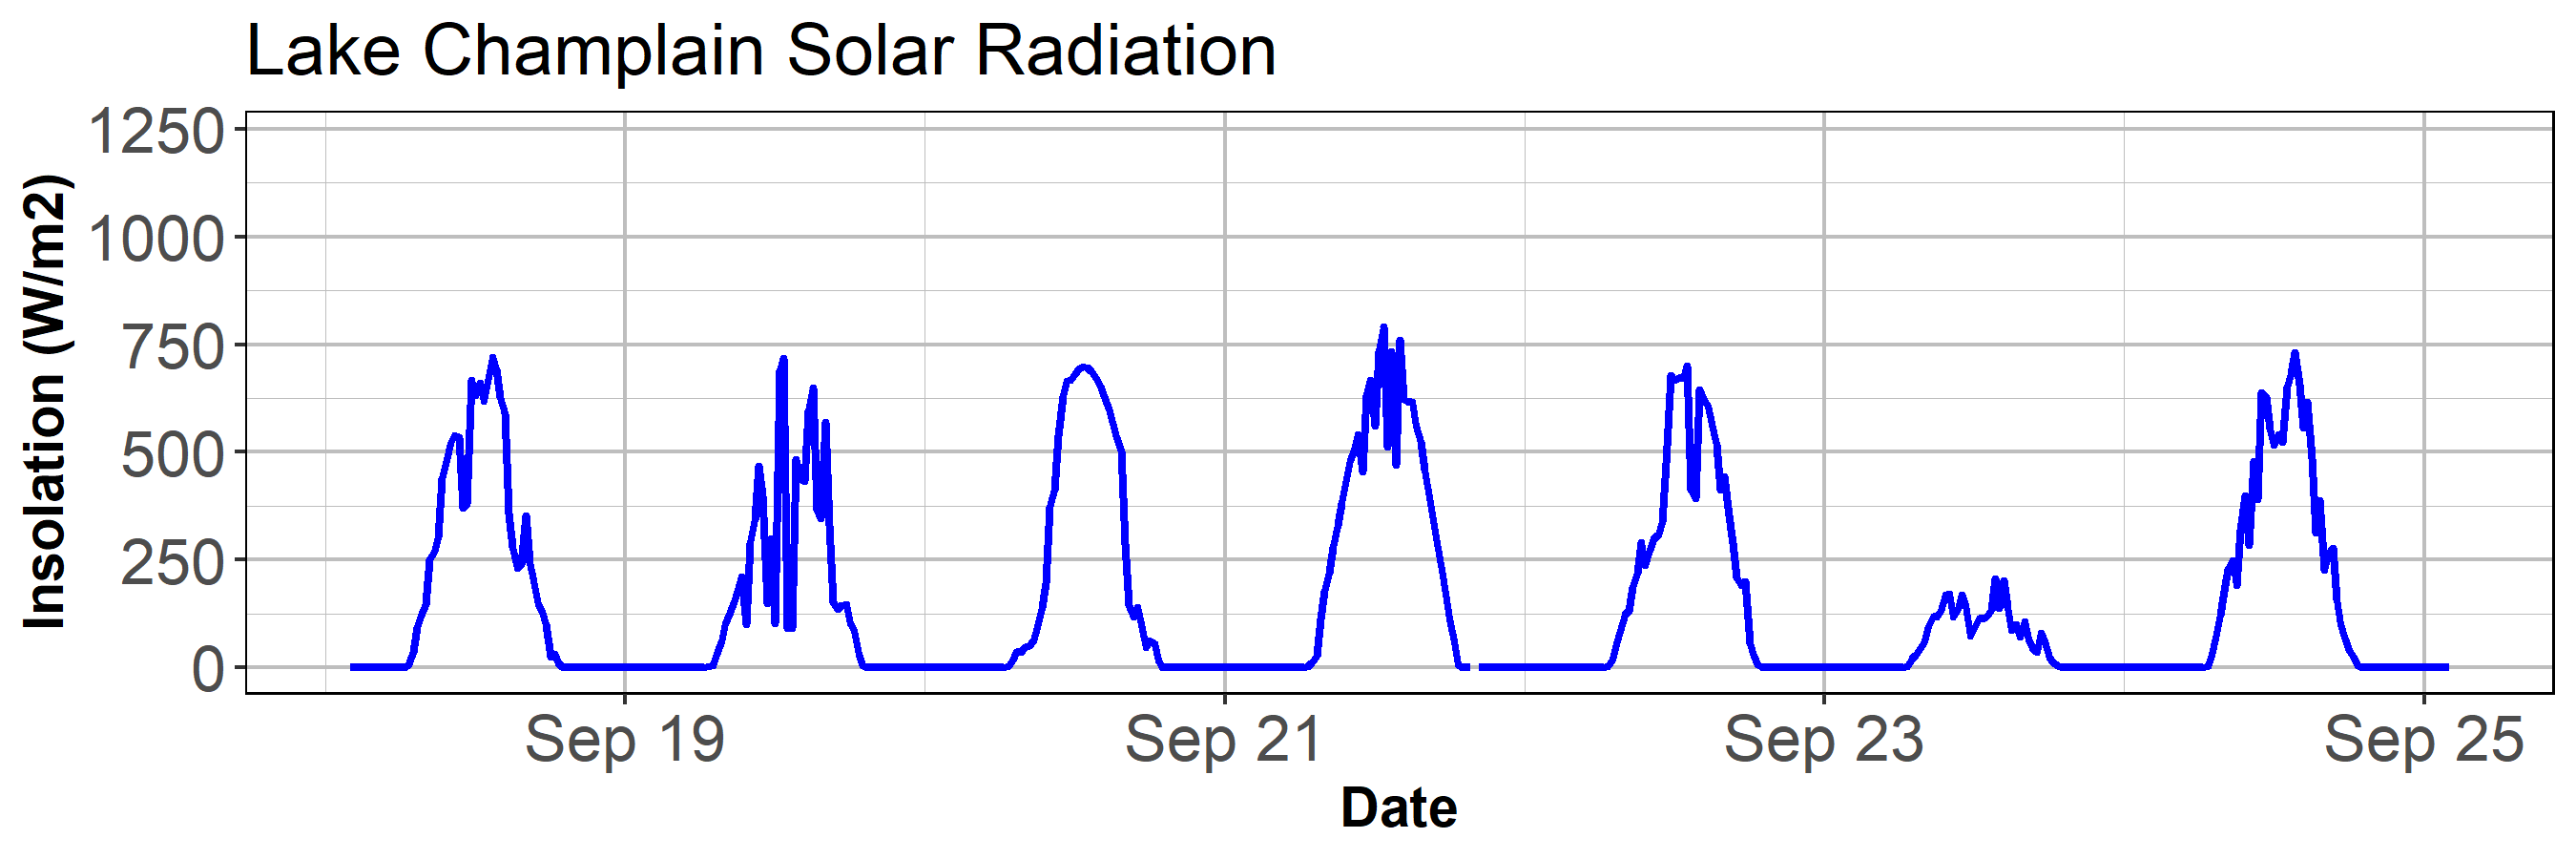 Lake Champlain Solar Radiation
1250
1000
750
500
250
0
Insolation (W/m2)
Sep 19 Sep 21 Sep 23 Sep 25
Date